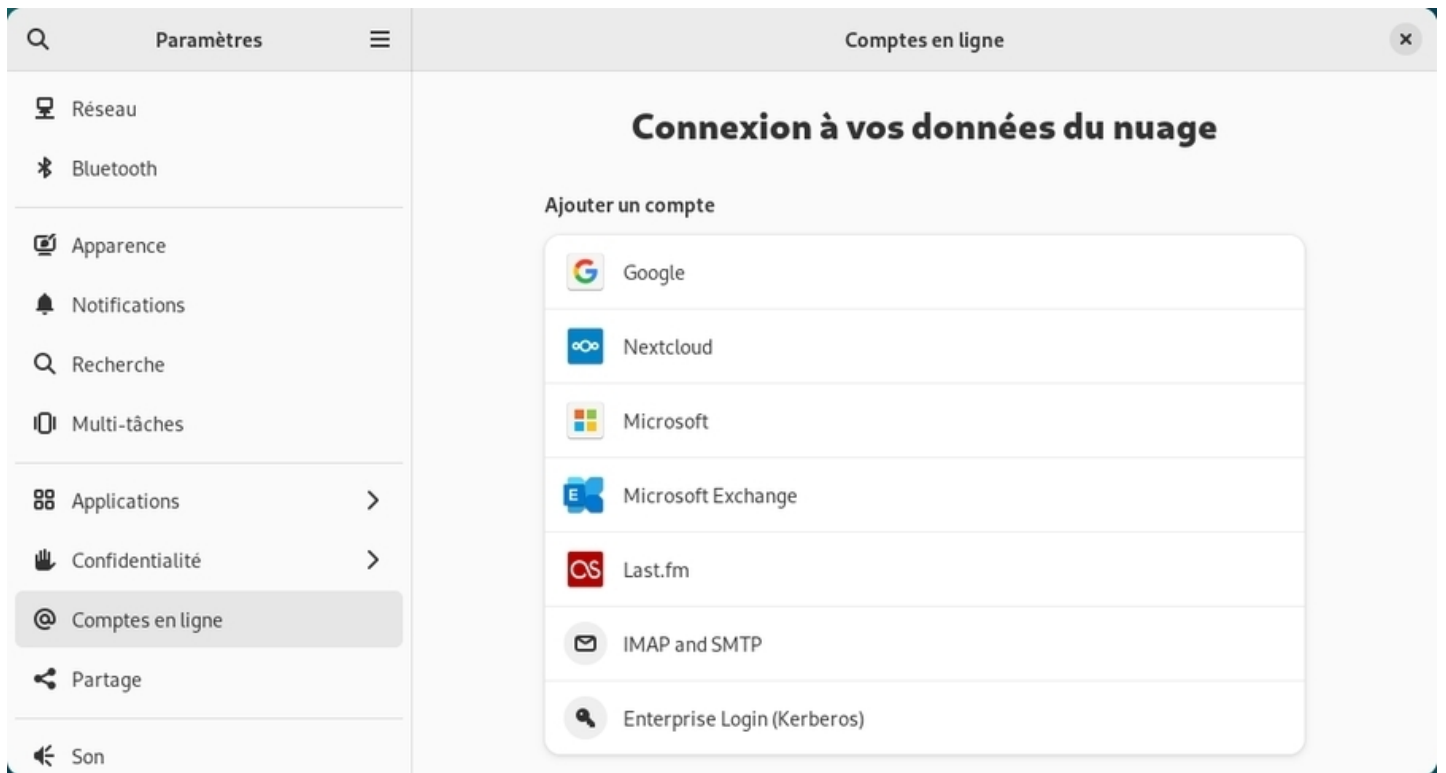 Paramètres
Réseau
Bluetooth
Apparence
Notifications
Recherche
Multi-tâches
Applications
Confidentialité
Comptes en ligne
Partage
Son
Comptes en ligne
Connexion à vos données du nuage
Ajouter un compte
Google
Nextcloud
Microsoft
Microsoft Exchange
Last.fm
IMAP and SMTP
Enterprise Login (Kerberos)